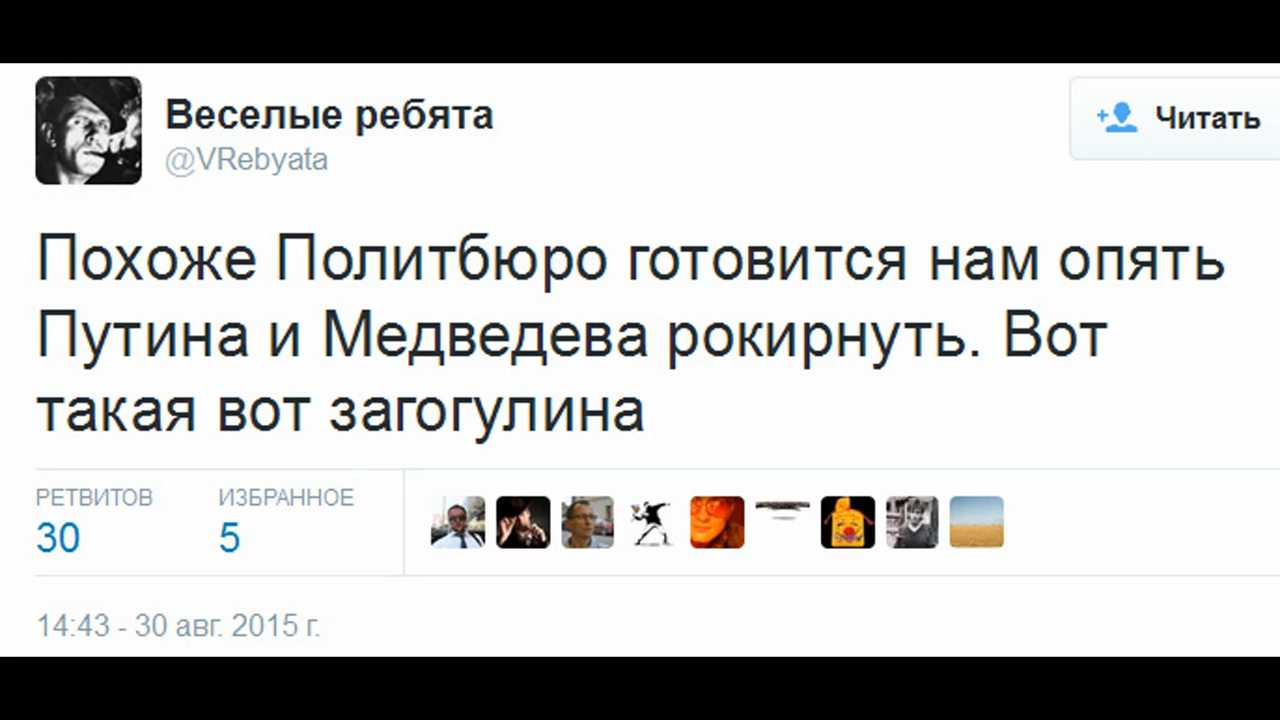 Веселые ребята
@VRebyata
Читать
Похоже Политбюро готовится нам опять
Путина и Медведева рокирнуть. Вот
такая вот загогулина
РЕТВИТОВ ИЗБРАННОЕ
30 5
14:43 - 30 авг. 2015 г.